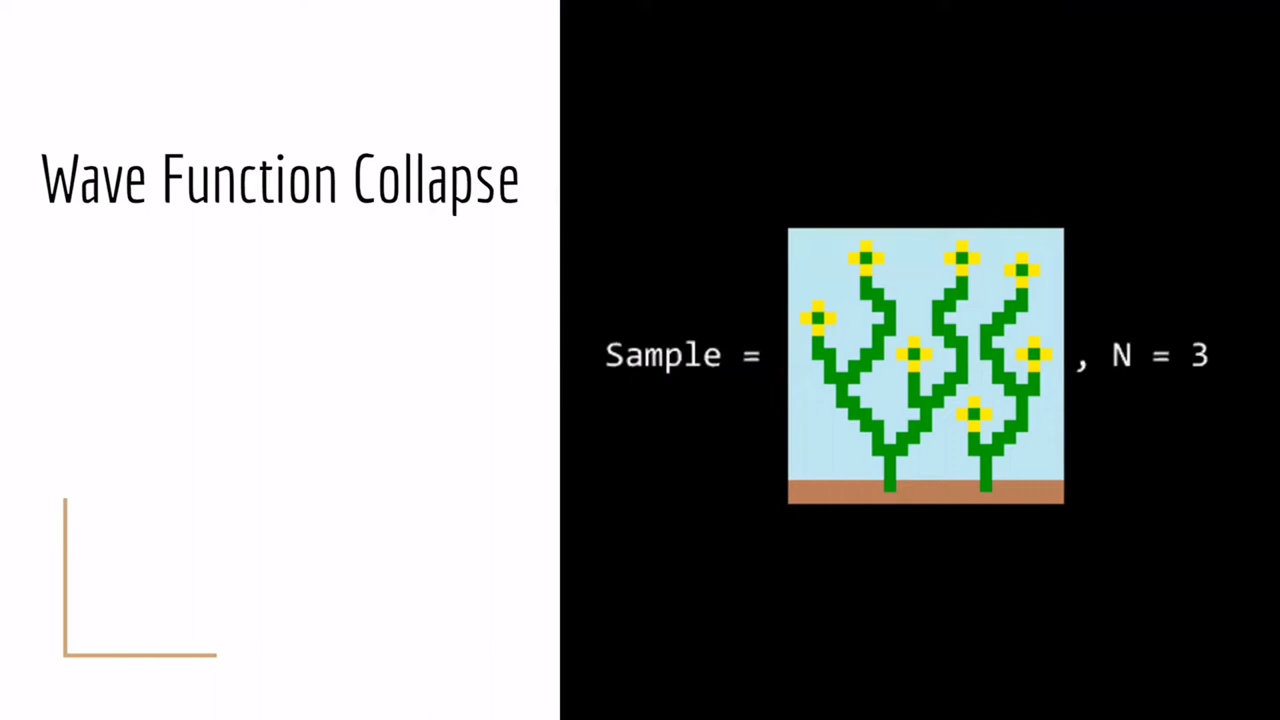 Wave Function Collapse
Sample = , N = 3